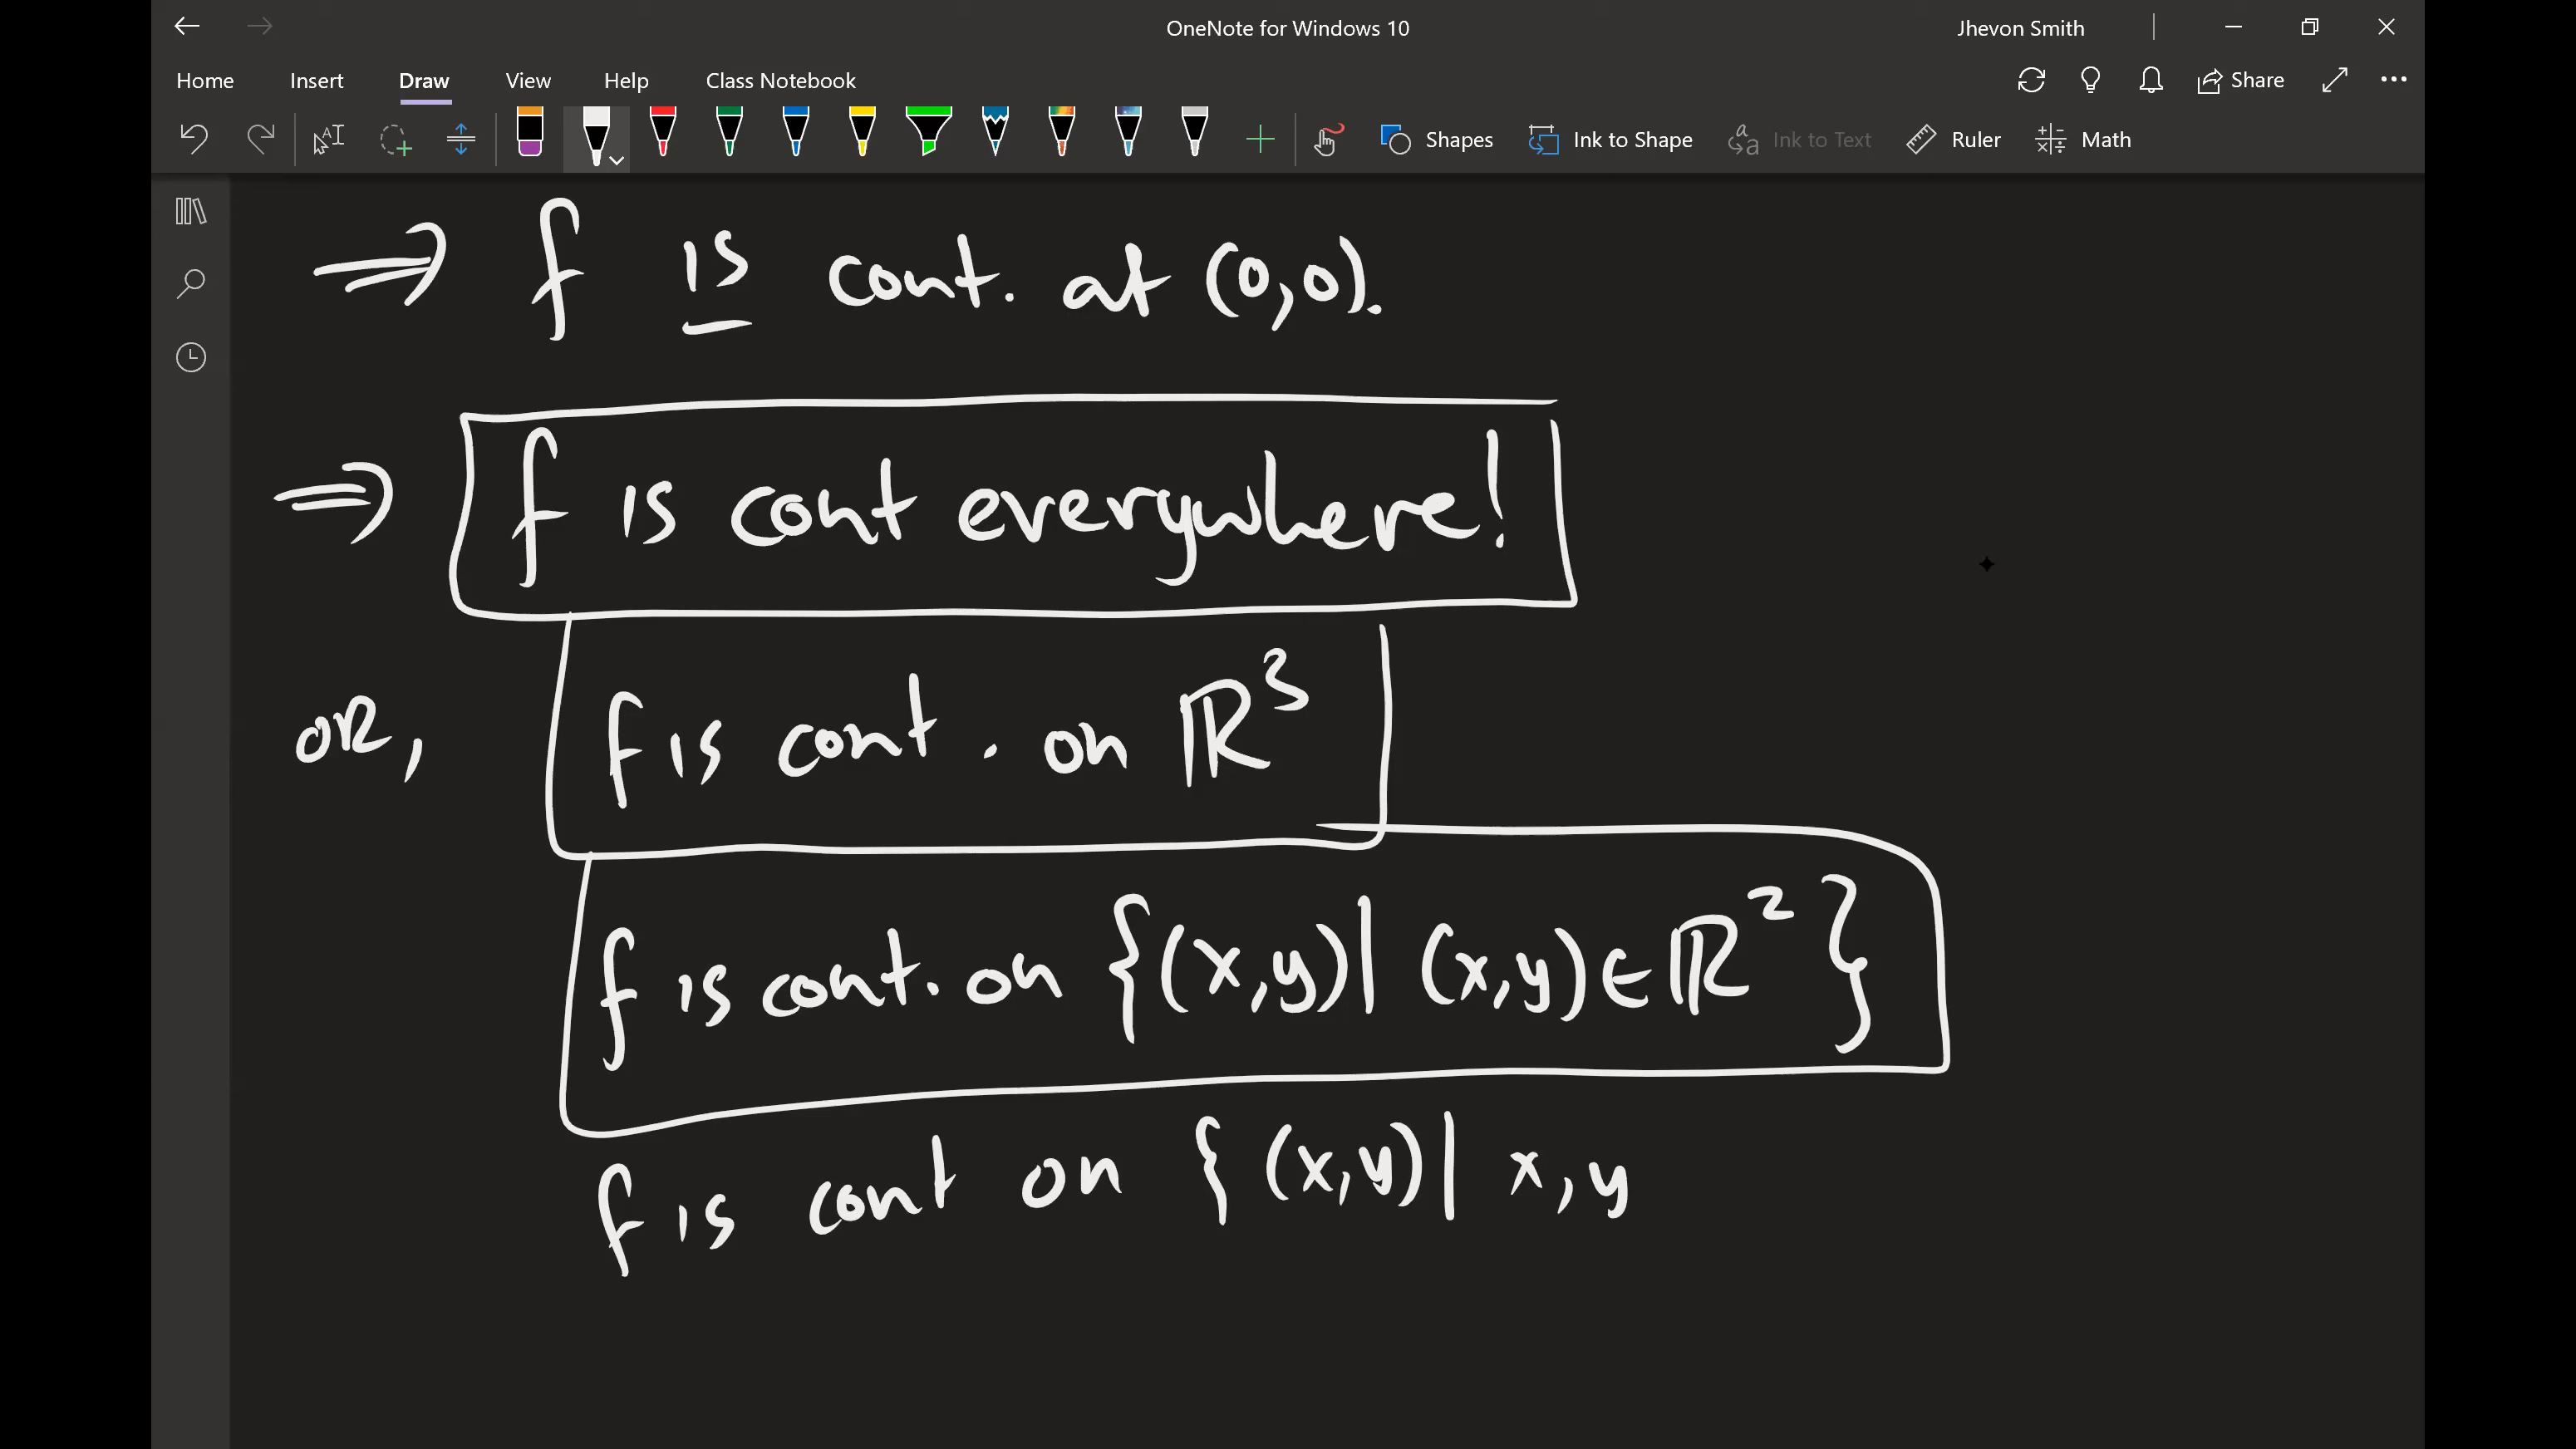 OneNote for Windows 10 Jhevon Smith
Home Insert Draw View Help Class Notebook Share
Shapes Ink to Shape Ink to Text Ruler Math
⇒ f is cont. at (0,0).
⇒ f is cont everywhere!
OR, f is cont. on ℝ³
f is cont. on {(x,y)| (x,y)∈ℝ²}
f is cont on { (x,y)| x,y